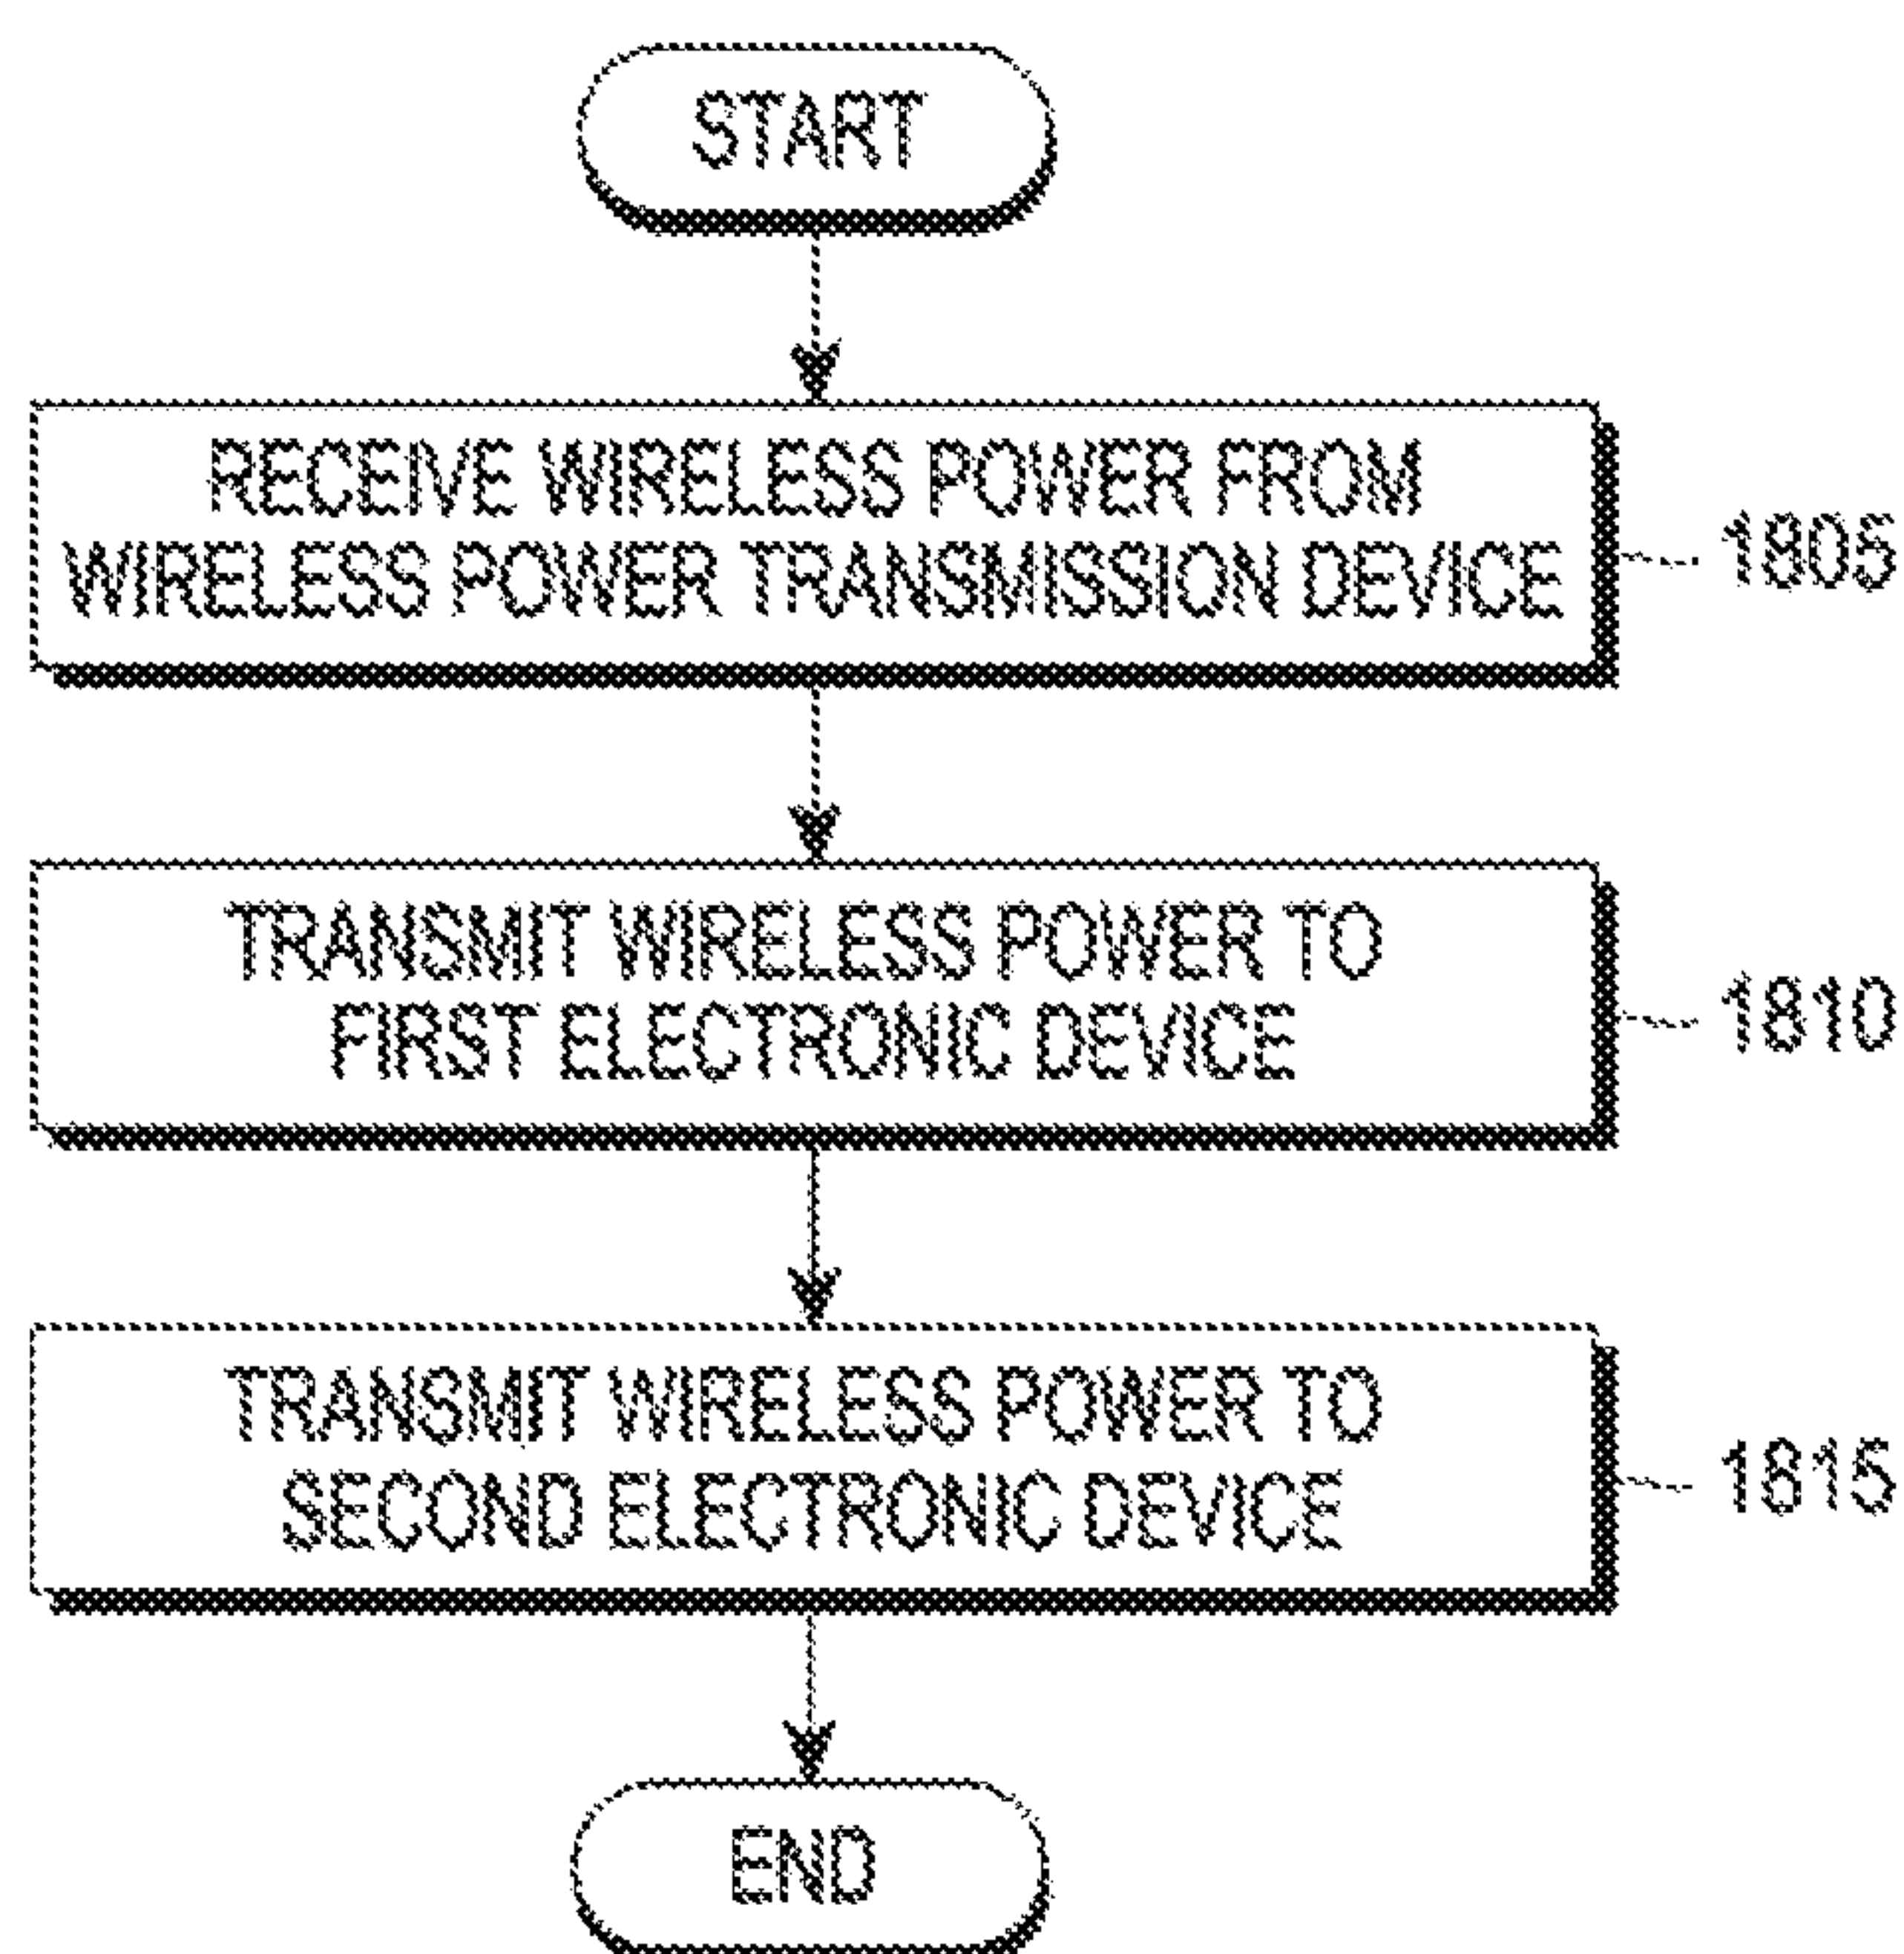 START
RECEIVE WIRELESS POWER FROM
WIRELESS POWER TRANSMISSION DEVICE
1805
TRANSMIT WIRELESS POWER TO
FIRST ELECTRONIC DEVICE
1810
TRANSMIT WIRELESS POWER TO
SECOND ELECTRONIC DEVICE
1815
END